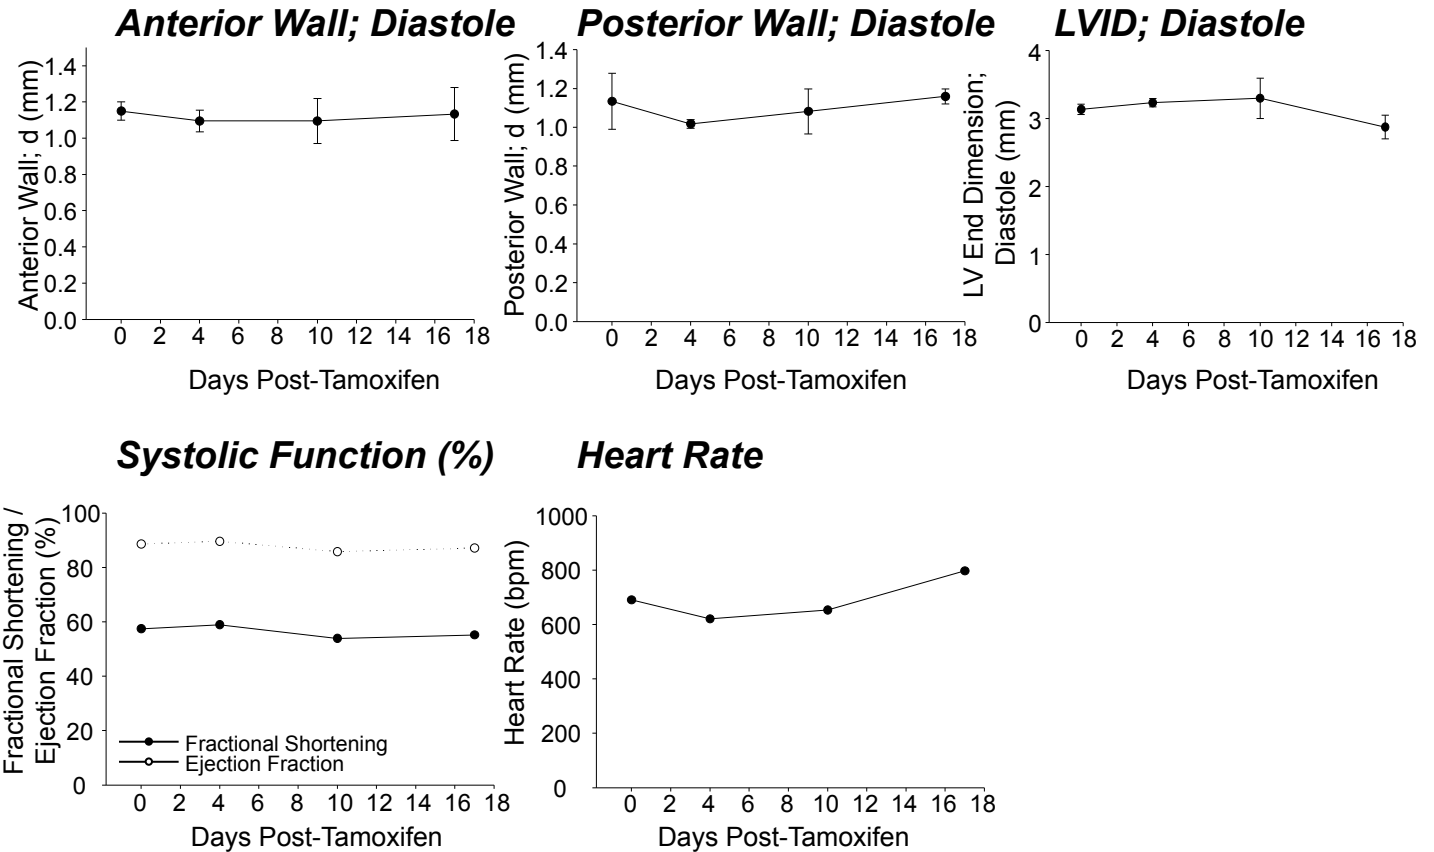 Anterior Wall; Diastole
Anterior Wall; d (mm)
1.4
1.2
1.0
0.8
0.6
0.4
0.2
0.0
0 2 4 6 8 10 12 14 16 18
Days Post-Tamoxifen
Posterior Wall; Diastole
Posterior Wall; d (mm)
1.4
1.2
1.0
0.8
0.6
0.4
0.2
0.0
0 2 4 6 8 10 12 14 16 18
Days Post-Tamoxifen
LVID; Diastole
LV End Dimension;
Diastole (mm)
4
3
2
1
0
0 2 4 6 8 10 12 14 16 18
Days Post-Tamoxifen
Systolic Function (%)
Fractional Shortening /
Ejection Fraction (%)
100
80
60
40
20
0
Fractional Shortening
Ejection Fraction
0 2 4 6 8 10 12 14 16 18
Days Post-Tamoxifen
Heart Rate
Heart Rate (bpm)
1000
800
600
400
200
0
0 2 4 6 8 10 12 14 16 18
Days Post-Tamoxifen